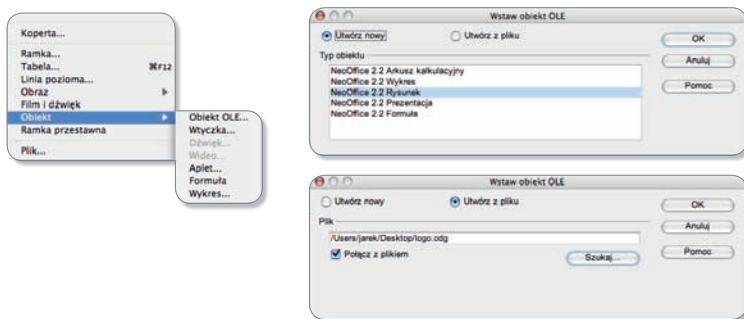 Koperta...
Ramka...
Tabela... ⌘F12
Linia pozioma...
Obraz
Film i dźwięk
Obiekt
Ramka przestawna
Plik...
Obiekt OLE...
Wtyczka...
Dźwięk...
Wideo...
Aplet...
Formuła
Wykres...
Wstaw obiekt OLE
Utwórz nowy Utwórz z pliku
OK
Typ obiektu
Anuluj
NeoOffice 2.2 Arkusz kalkulacyjny
NeoOffice 2.2 Wykres
NeoOffice 2.2 Rysunek
NeoOffice 2.2 Prezentacja
NeoOffice 2.2 Formuła
Pomoc
Wstaw obiekt OLE
Utwórz nowy Utwórz z pliku
OK
Plik
Anuluj
/Users/jarek/Desktop/logo.odg
Połącz z plikiem
Szukaj...
Pomoc